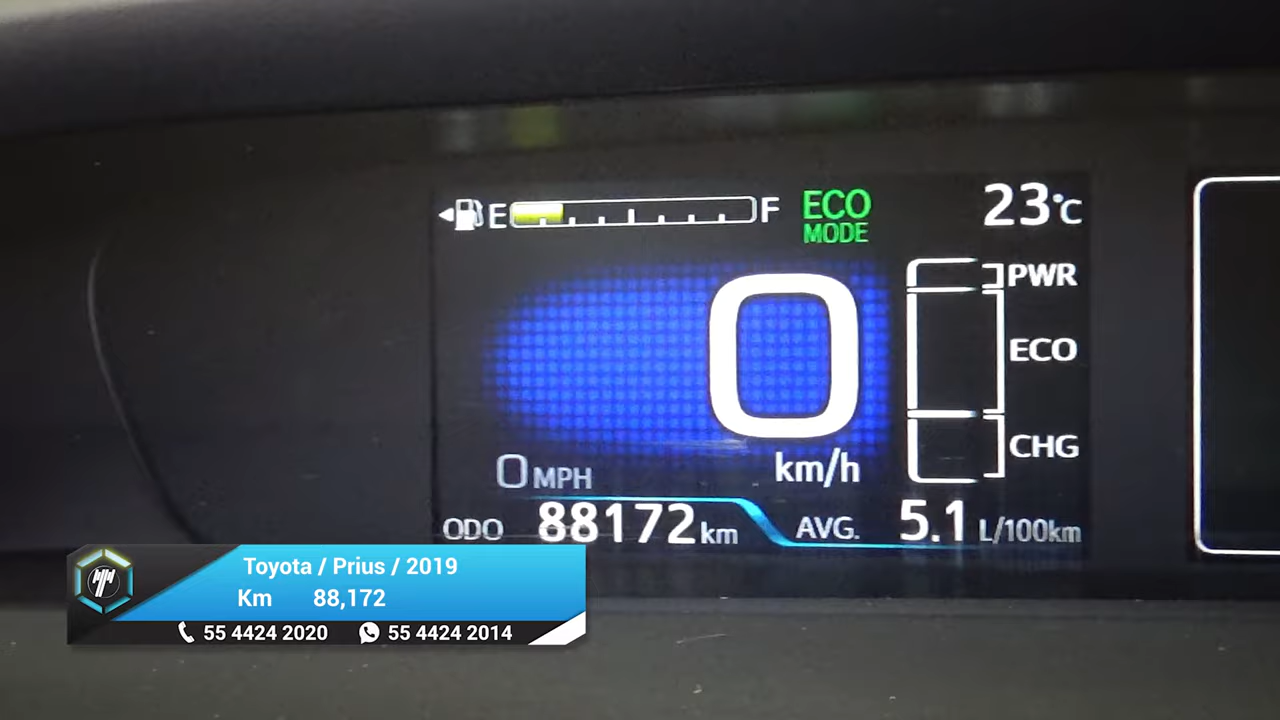 E F ECO MODE 23°C
PWR
0
ECO
CHG
0 MPH km/h
ODO 88172 km AVG. 5.1 L/100km
Toyota / Prius / 2019
Km 88,172
55 4424 2020 55 4424 2014